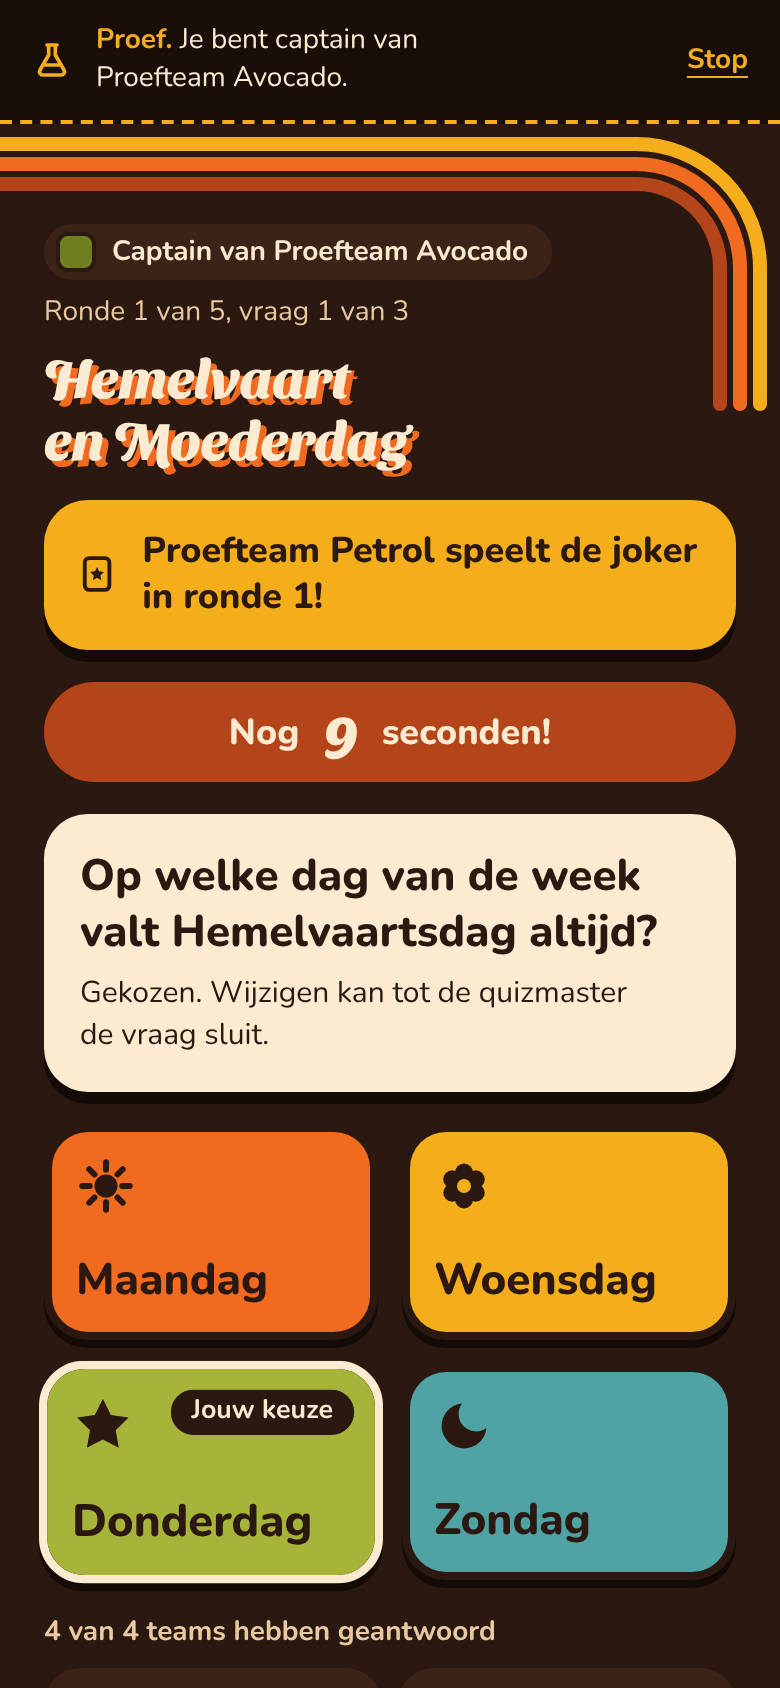 Proef. Je bent captain van
Proefteam Avocado.
Stop
Captain van Proefteam Avocado
Ronde 1 van 5, vraag 1 van 3
Hemelvaart
en Moederdag
Proefteam Petrol speelt de joker
in ronde 1!
Nog 9 seconden!
Op welke dag van de week
valt Hemelvaartsdag altijd?
Gekozen. Wijzigen kan tot de quizmaster
de vraag sluit.
Maandag
Woensdag
Jouw keuze
Donderdag
Zondag
4 van 4 teams hebben geantwoord